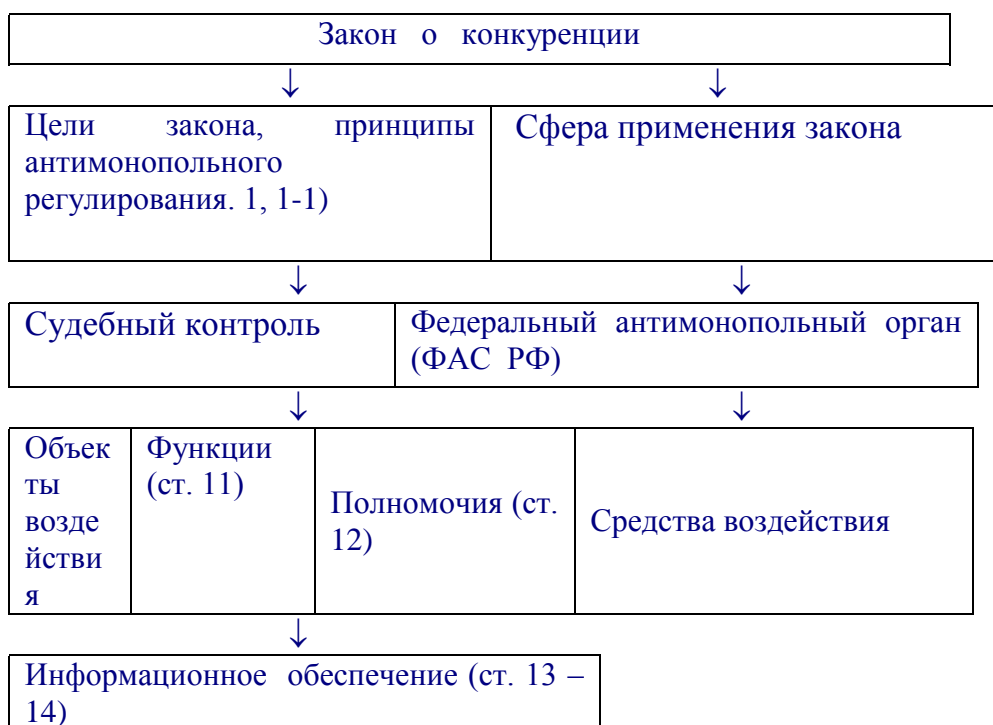 Закон о конкуренции
↓ ↓
Цели закона, принципы
антимонопольного
регулирования. 1, 1-1)
Сфера применения закона
↓ ↓
Судебный контроль
Федеральный антимонопольный орган
(ФАС РФ)
↓ ↓
Объек
ты
возде
йстви
я
Функции
(ст. 11)
Полномочия (ст.
12)
Средства воздействия
↓
Информационное обеспечение (ст. 13 –
14)